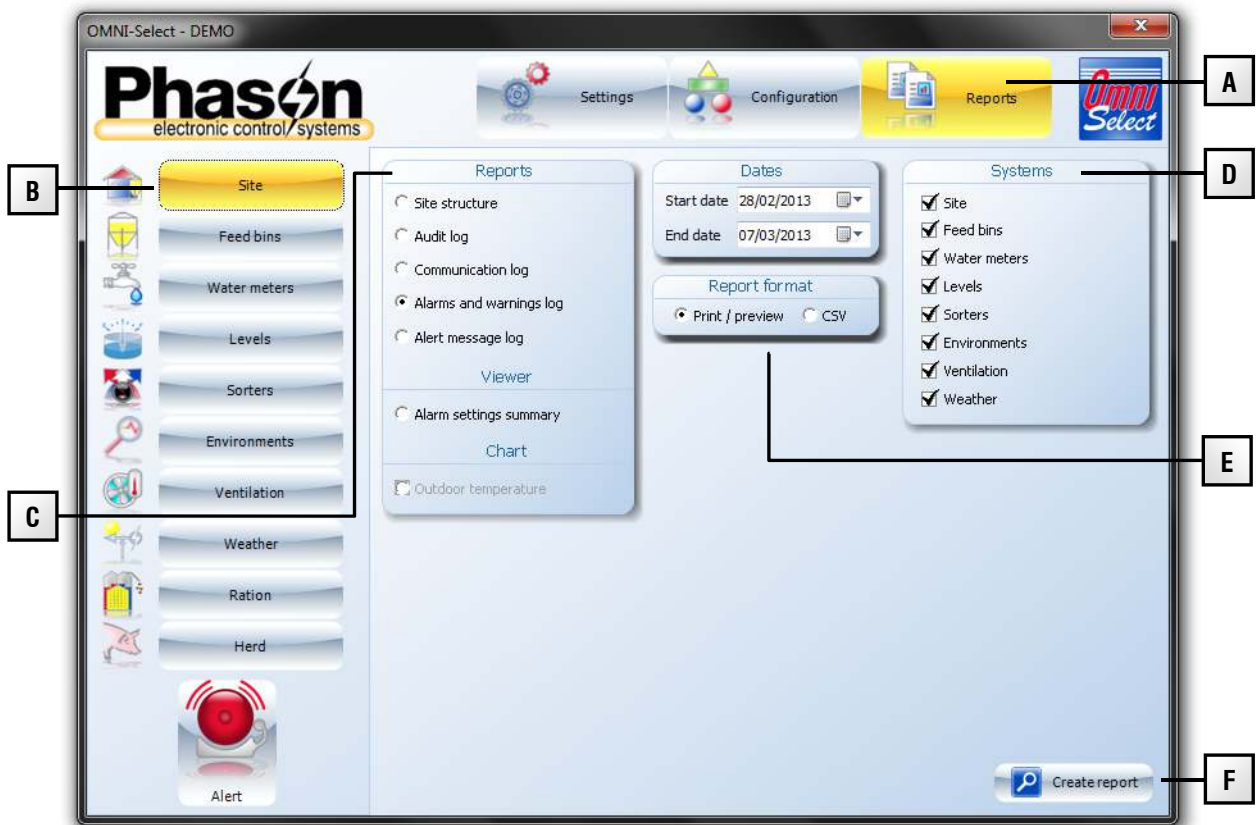 OMNI-Select - DEMO
Phason
electronic control systems
Settings
Configuration
Reports
Omni
Select
A
B
Site
Feed bins
Water meters
Levels
Sorters
Environments
Ventilation
Weather
Ration
Herd
Alert
C
Reports
Site structure
Audit log
Communication log
Alarms and warnings log
Alert message log
Viewer
Alarm settings summary
Chart
Outdoor temperature
Dates
Start date 28/02/2013
End date 07/03/2013
Report format
Print / preview CSV
E
Systems
D
Site
Feed bins
Water meters
Levels
Sorters
Environments
Ventilation
Weather
Create report
F